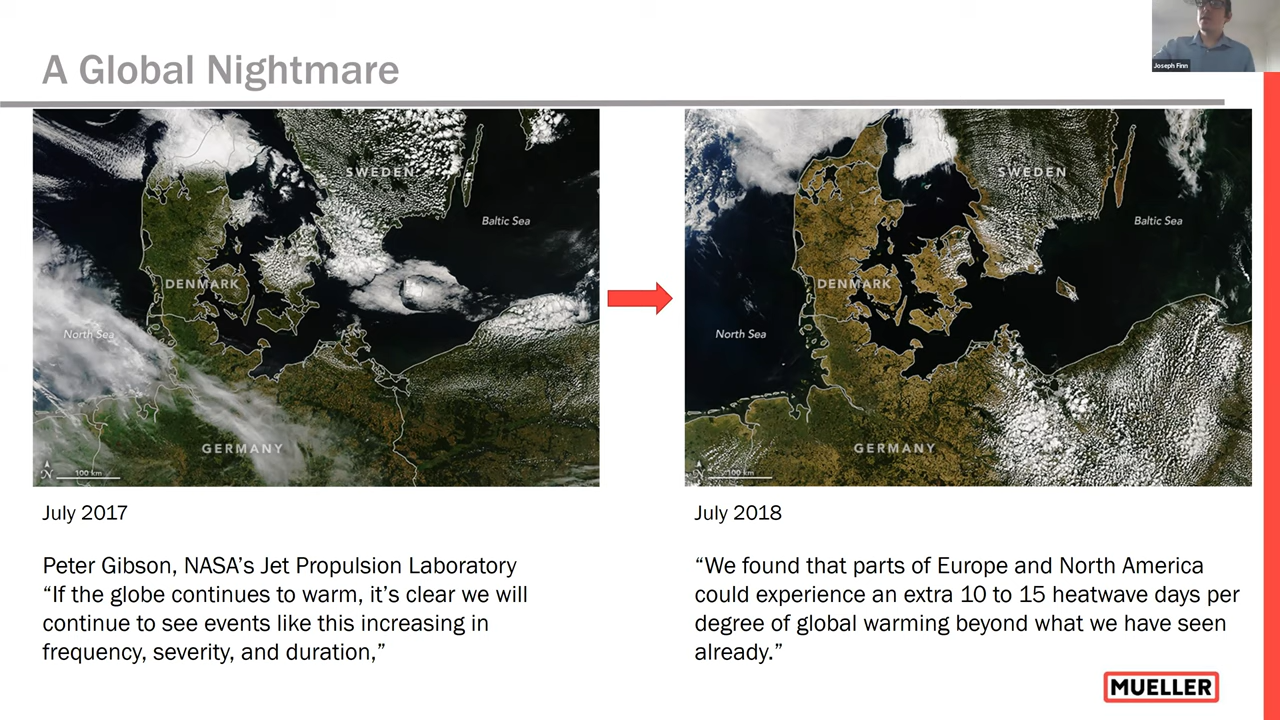 A Global Nightmare
Joseph Finn
SWEDEN
Baltic Sea
DENMARK
North Sea
GERMANY
N
100 km
SWEDEN
Baltic Sea
DENMARK
North Sea
GERMANY
N
100 km
July 2017
Peter Gibson, NASA’s Jet Propulsion Laboratory
“If the globe continues to warm, it’s clear we will
continue to see events like this increasing in
frequency, severity, and duration,”
July 2018
“We found that parts of Europe and North America
could experience an extra 10 to 15 heatwave days per
degree of global warming beyond what we have seen
already.”
MUELLER